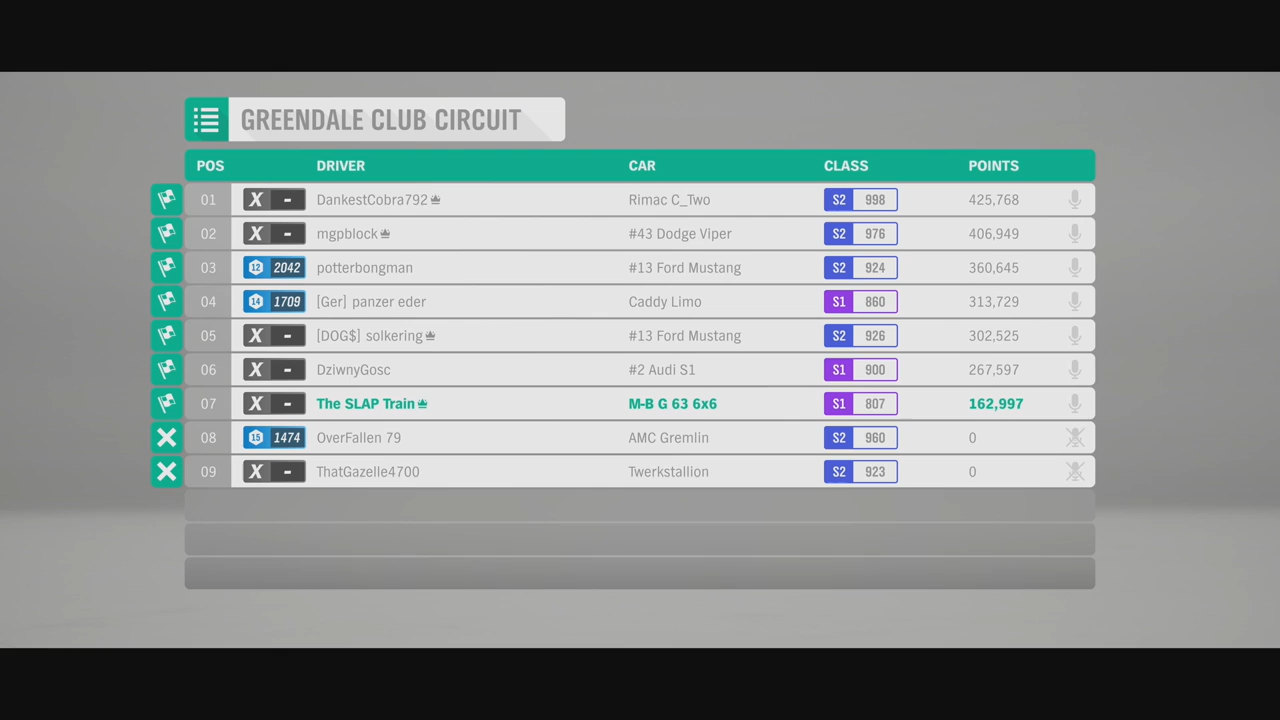 GREENDALE CLUB CIRCUIT
POS DRIVER CAR CLASS POINTS
01 X - DankestCobra792 Rimac C_Two S2 998 425,768
02 X - mgpblock #43 Dodge Viper S2 976 406,949
03 12 2042 potterbongman #13 Ford Mustang S2 924 360,645
04 14 1709 [Ger] panzer eder Caddy Limo S1 860 313,729
05 X - [DOG$] solkering #13 Ford Mustang S2 926 302,525
06 X - DziwnyGosc #2 Audi S1 S1 900 267,597
07 X - The SLAP Train M-B G 63 6x6 S1 807 162,997
08 15 1474 OverFallen 79 AMC Gremlin S2 960 0
09 X - ThatGazelle4700 Twerkstallion S2 923 0